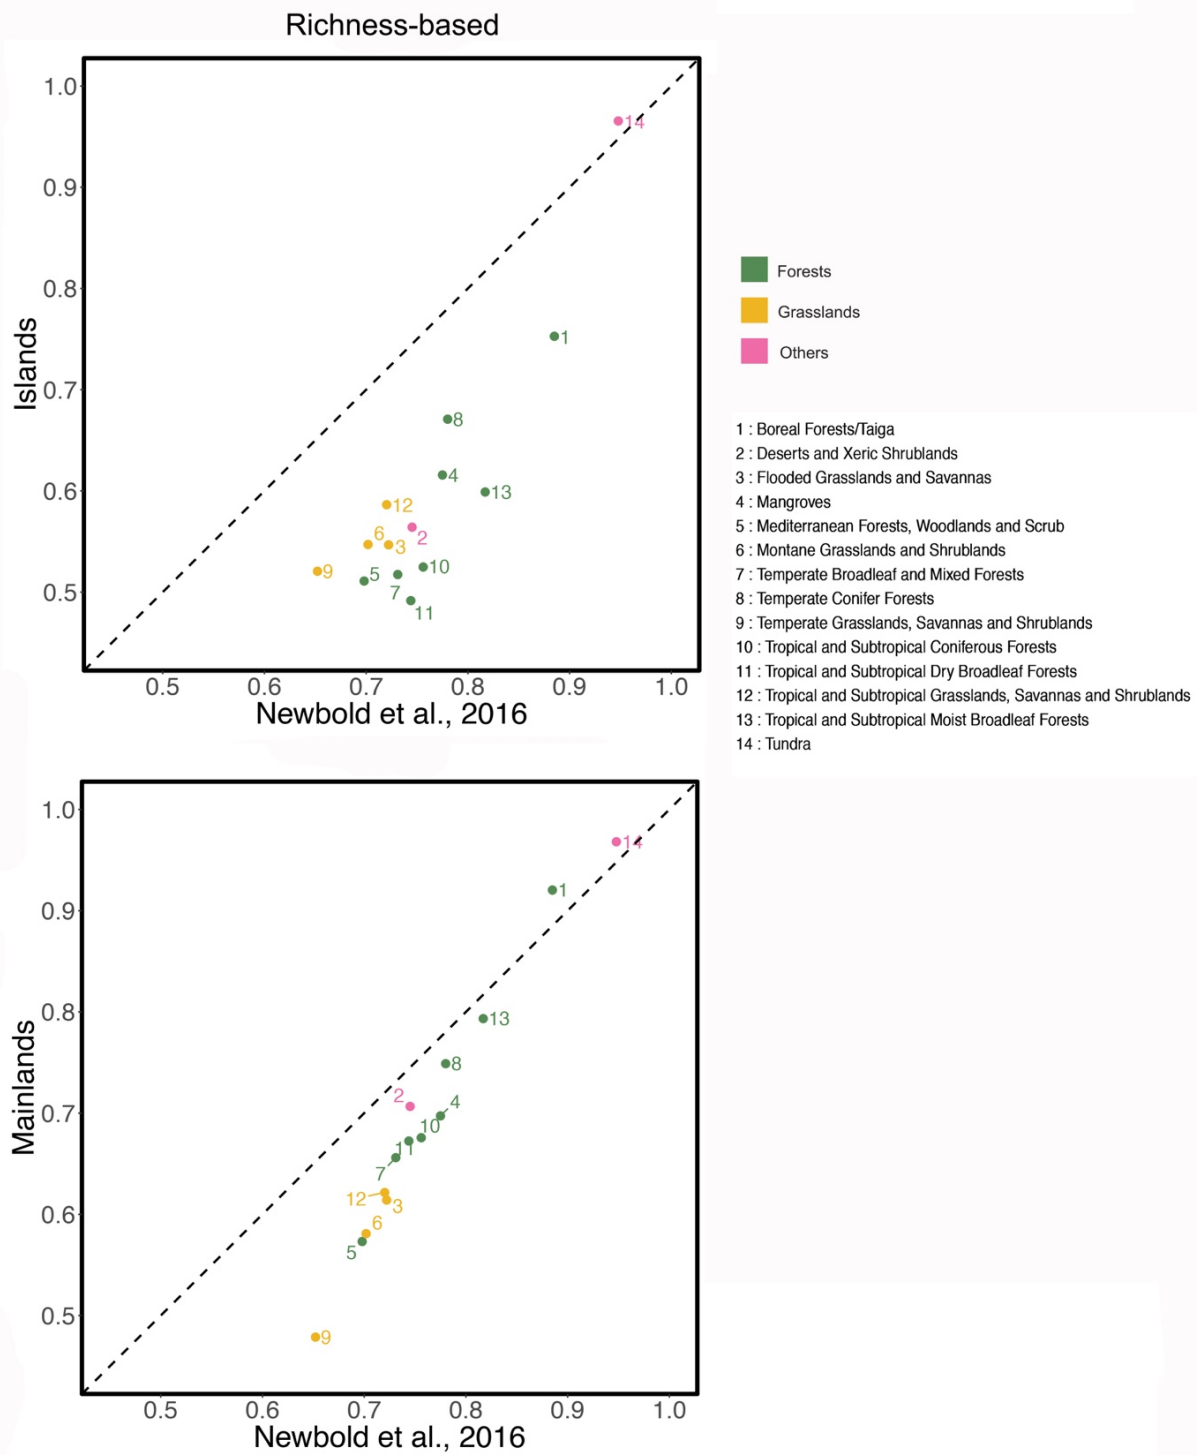 Richness-based
1.0
0.9
0.8
0.7
0.6
0.5
Islands
14
1
8
4
13
12
6
3
2
9
5
7
10
11
0.5 0.6 0.7 0.8 0.9 1.0
Newbold et al., 2016
Forests
Grasslands
Others
1 : Boreal Forests/Taiga
2 : Deserts and Xeric Shrublands
3 : Flooded Grasslands and Savannas
4 : Mangroves
5 : Mediterranean Forests, Woodlands and Scrub
6 : Montane Grasslands and Shrublands
7 : Temperate Broadleaf and Mixed Forests
8 : Temperate Conifer Forests
9 : Temperate Grasslands, Savannas and Shrublands
10 : Tropical and Subtropical Coniferous Forests
11 : Tropical and Subtropical Dry Broadleaf Forests
12 : Tropical and Subtropical Grasslands, Savannas and Shrublands
13 : Tropical and Subtropical Moist Broadleaf Forests
14 : Tundra
1.0
0.9
0.8
0.7
0.6
0.5
Mainlands
14
1
13
8
2
4
10
11
7
12
3
6
5
9
0.5 0.6 0.7 0.8 0.9 1.0
Newbold et al., 2016